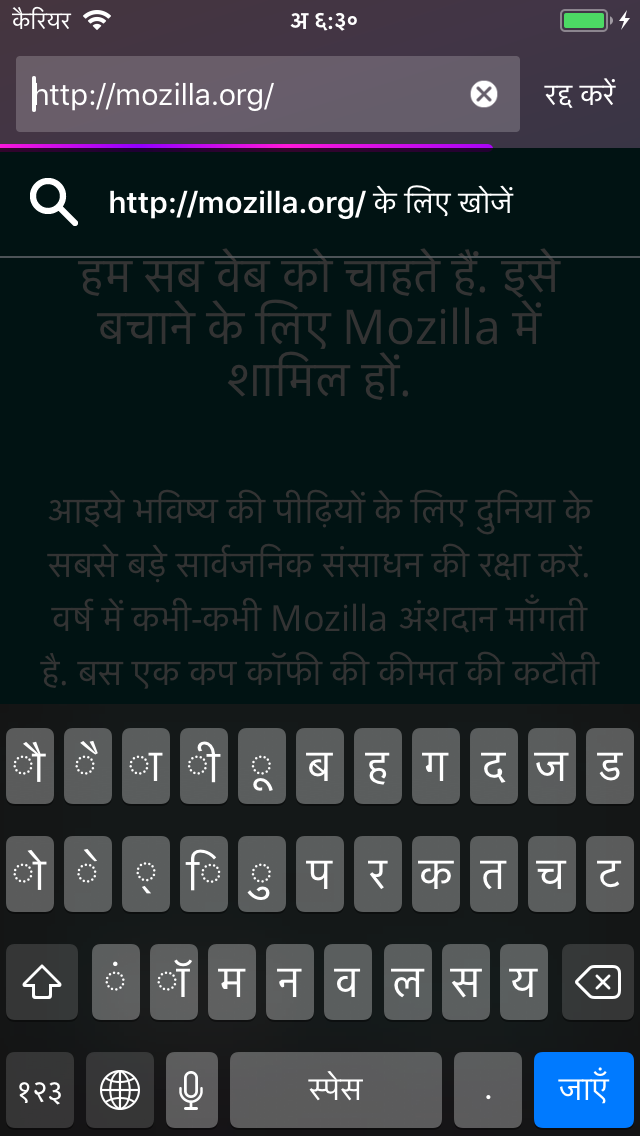 कैरियर अ ६:३०
http://mozilla.org/ रद्द करें
http://mozilla.org/ के लिए खोजें
हम सब वेब को चाहते हैं. इसे
बचाने के लिए Mozilla में
शामिल हों.
आइये भविष्य की पीढ़ियों के लिए दुनिया के
सबसे बड़े सार्वजनिक संसाधन की रक्षा करें.
वर्ष में कभी-कभी Mozilla अंशदान माँगती
है. बस एक कप कॉफी की कीमत की कटौती
ौ ै ा ी ू ब ह ग द ज ड
ो े ् ि ु प र क त च ट
ं ॉ म न व ल स य
१२३ स्पेस . जाएँ